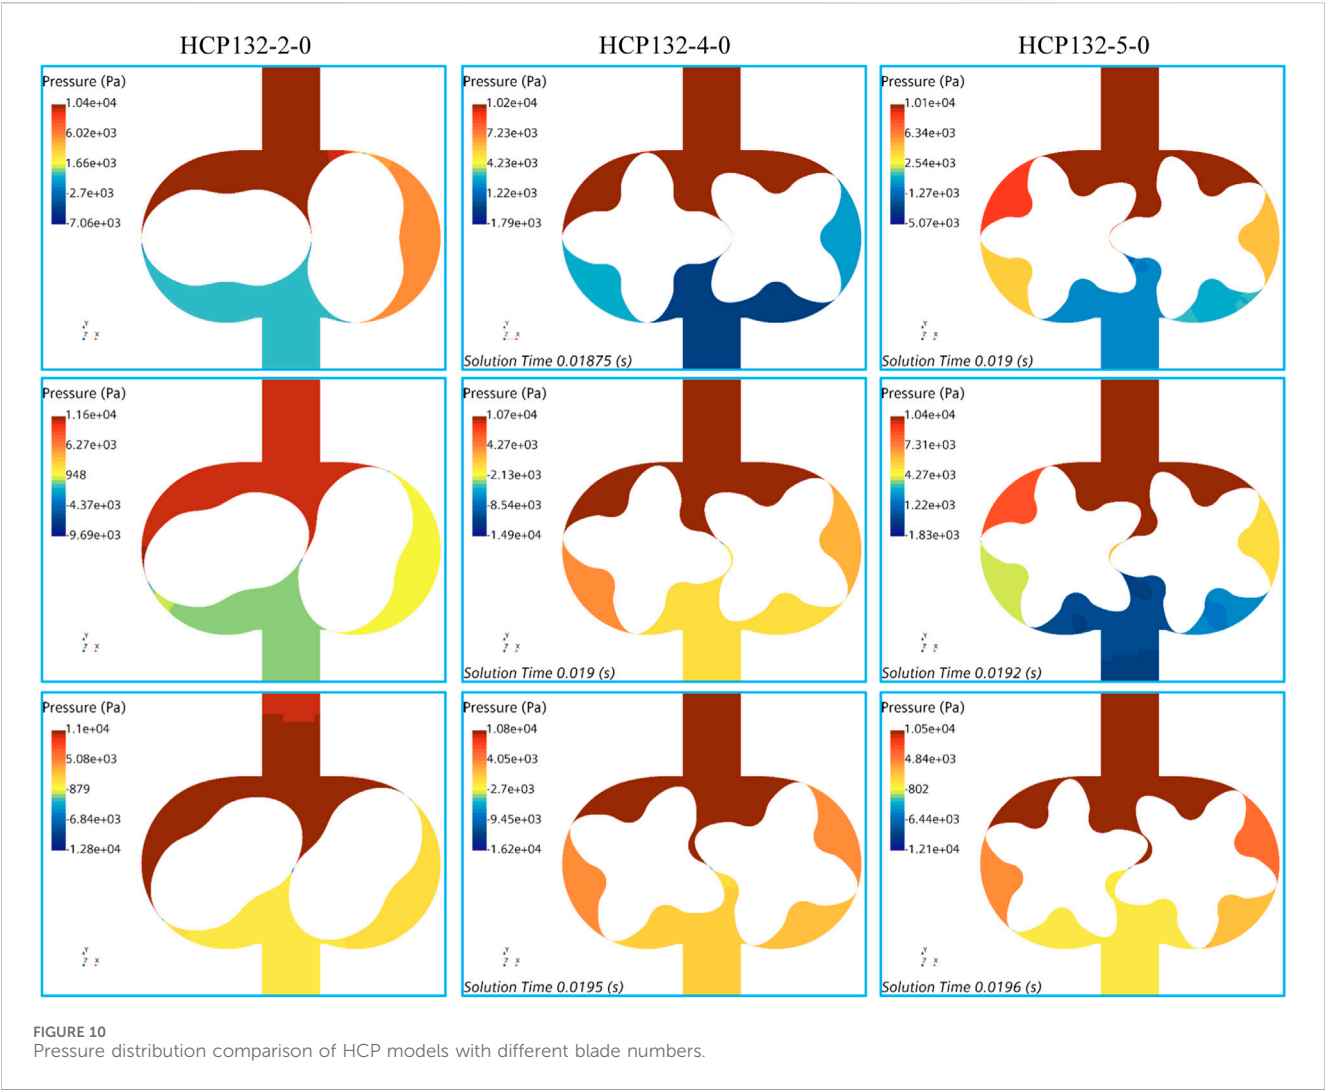 HCP132-2-0
HCP132-4-0
HCP132-5-0
Pressure (Pa)
1.04e+04
6.02e+03
1.66e+03
-2.7e+03
-7.06e+03
Y
Z X
Pressure (Pa)
1.02e+04
7.23e+03
4.23e+03
1.22e+03
-1.79e+03
Y
Z X
Solution Time 0.01875 (s)
Pressure (Pa)
1.01e+04
6.34e+03
2.54e+03
-1.27e+03
-5.07e+03
Y
Z X
Solution Time 0.019 (s)
Pressure (Pa)
1.16e+04
6.27e+03
948
-4.37e+03
-9.69e+03
Y
Z X
Pressure (Pa)
1.07e+04
4.27e+03
-2.13e+03
-8.54e+03
-1.49e+04
Y
Z X
Solution Time 0.019 (s)
Pressure (Pa)
1.04e+04
7.31e+03
4.27e+03
1.22e+03
-1.83e+03
Y
Z X
Solution Time 0.0192 (s)
Pressure (Pa)
1.1e+04
5.08e+03
-879
-6.84e+03
-1.28e+04
Y
Z X
Pressure (Pa)
1.08e+04
4.05e+03
-2.7e+03
-9.45e+03
-1.62e+04
Y
Z X
Solution Time 0.0195 (s)
Pressure (Pa)
1.05e+04
4.84e+03
-802
-6.44e+03
-1.21e+04
Y
Z X
Solution Time 0.0196 (s)
FIGURE 10
Pressure distribution comparison of HCP models with different blade numbers.